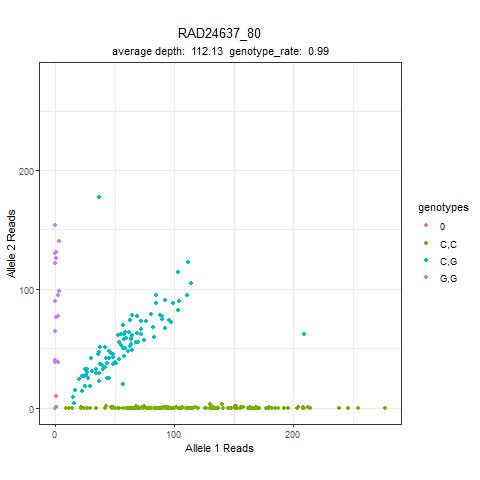 RAD24637_80
average depth:  112.13  genotype_rate:  0.99
Allele 2 Reads
200
100
0
0
100
200
Allele 1 Reads
genotypes
0
C,C
C,G
G,G